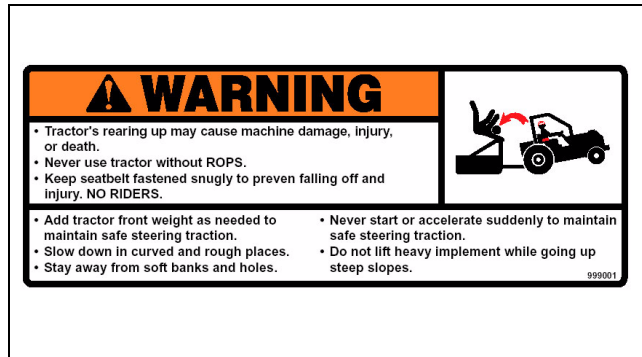 WARNING
• Tractor's rearing up may cause machine damage, injury,
or death.
• Never use tractor without ROPS.
• Keep seatbelt fastened snugly to preven falling off and
injury. NO RIDERS.
• Add tractor front weight as needed to
maintain safe steering traction.
• Slow down in curved and rough places.
• Stay away from soft banks and holes.
• Never start or accelerate suddenly to maintain
safe steering traction.
• Do not lift heavy implement while going up
steep slopes.
999001